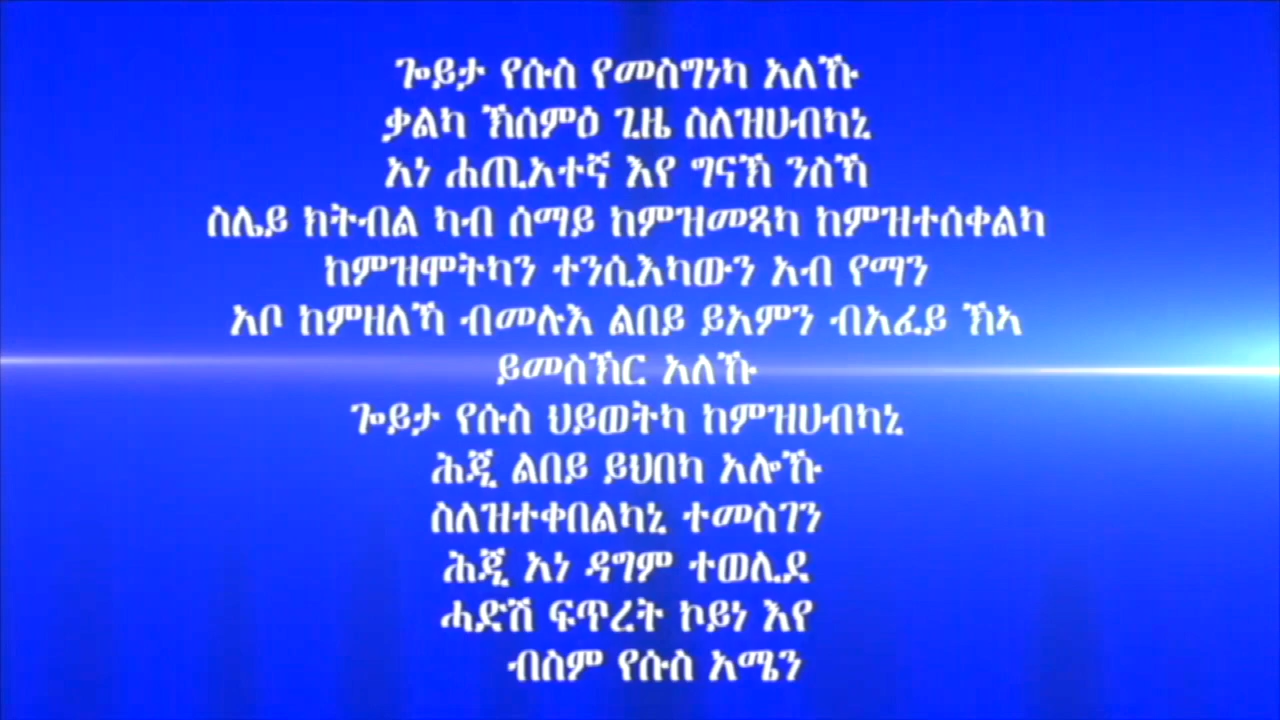 ጐይታ የሱስ የመስግነካ አለኹ
ቃልካ ኽሰምዕ ጊዜ ስለዝሀብካኒ
አነ ሐጢአተኛ እየ ግናኽ ንስኻ
ስሌይ ክትብል ካብ ሰማይ ከምዝመጻካ ከምዝተሰቀልካ
ከምዝሞትካን ተንሲእካውን አብ የማን
አቦ ከምዘለኻ ብመሉእ ልበይ ይአምን ብአፈይ ኽኣ
ይመስኽር አለኹ
ጐይታ የሱስ ህይወትካ ከምዝሀብካኒ
ሕጂ ልበይ ይህበካ አሎኹ
ስለዝተቀበልካኒ ተመስገን
ሕጂ አነ ዳግም ተወሊደ
ሓድሽ ፍጥረት ኮይነ እየ
ብስም የሱስ አሜን